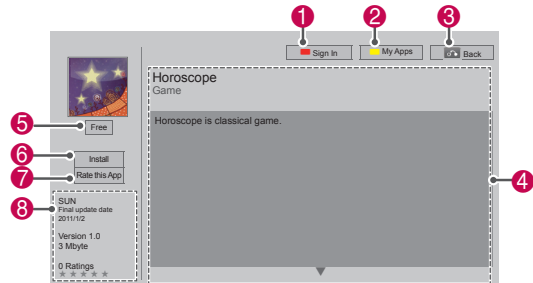 1
2
3
Sign In
My Apps
Back
Horoscope
Game
Horoscope is classical game.
4
5
Free
6
Install
7
Rate this App
8
SUN
Final update date
2011/1/2
Version 1.0
3 Mbyte
0 Ratings